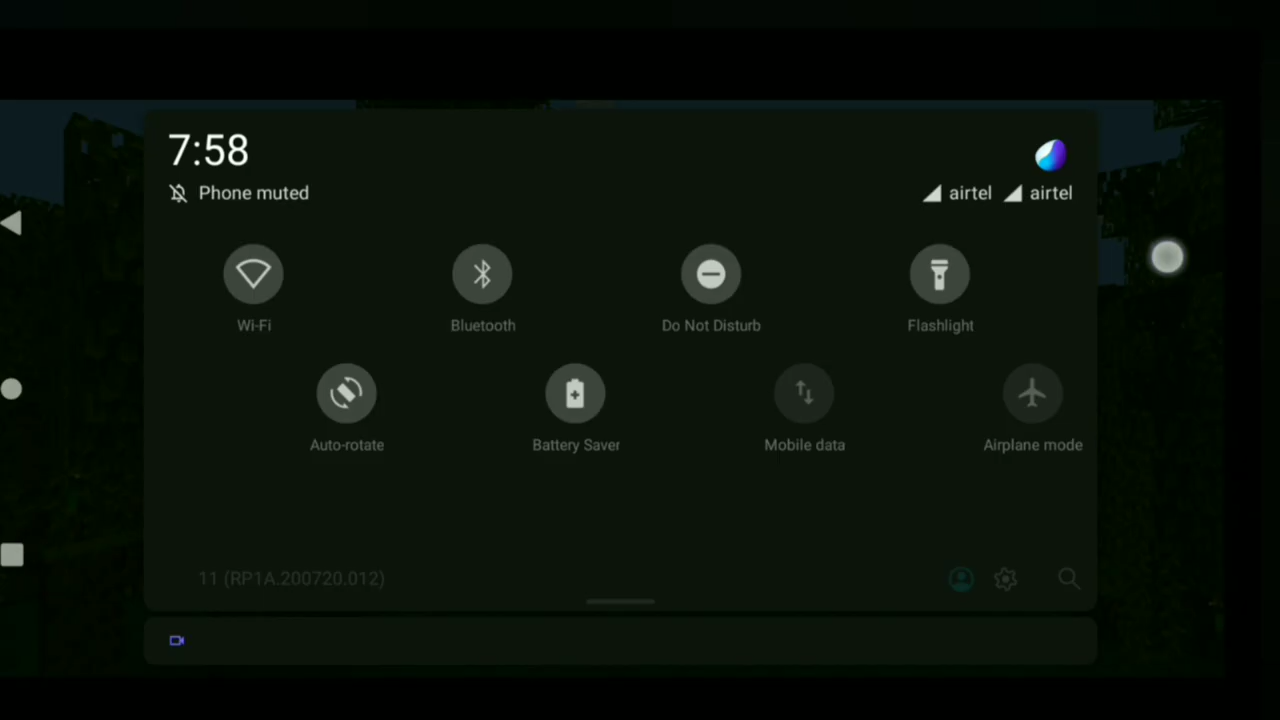 7:58
Phone muted
airtel airtel
Wi-Fi Bluetooth Do Not Disturb Flashlight
Auto-rotate Battery Saver Mobile data Airplane mode
11 (RP1A.200720.012)